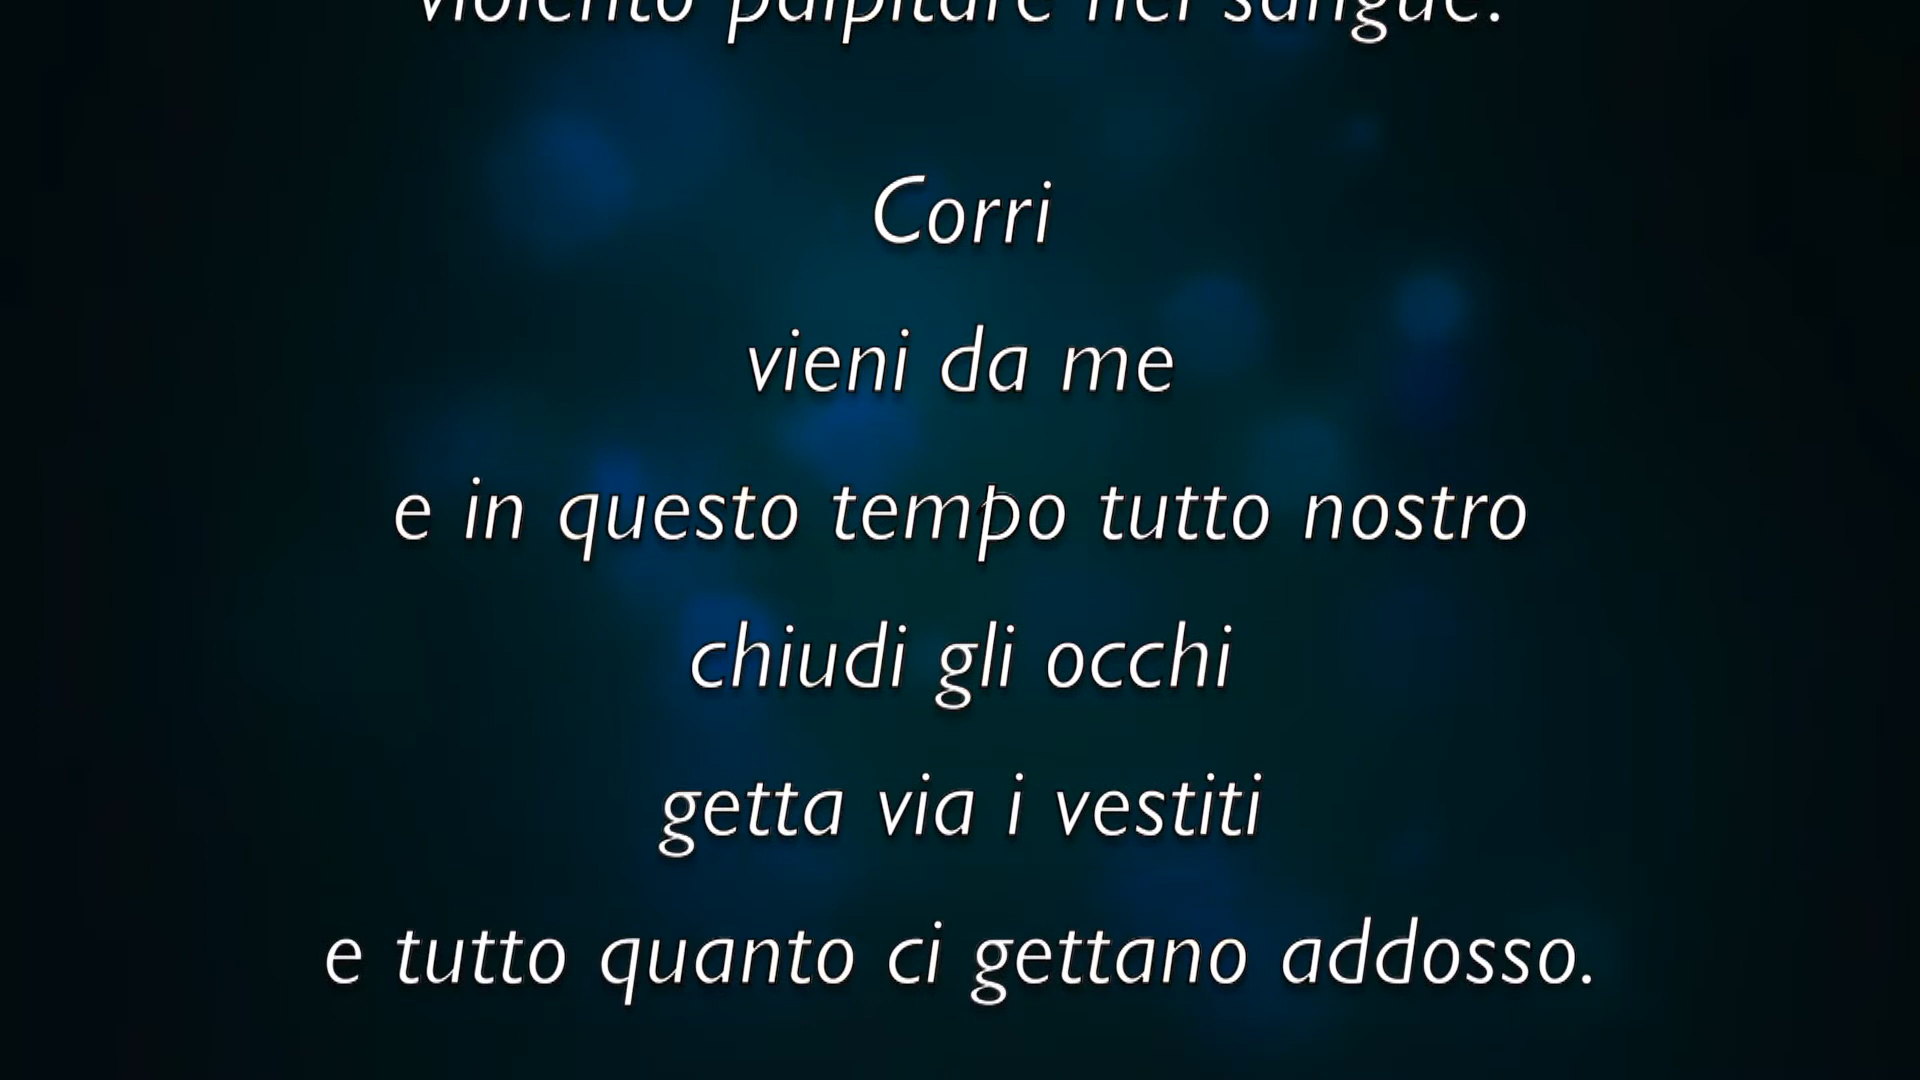 violento palpitare nel sangue.
Corri
vieni da me
e in questo tempo tutto nostro
chiudi gli occhi
getta via i vestiti
e tutto quanto ci gettano addosso.